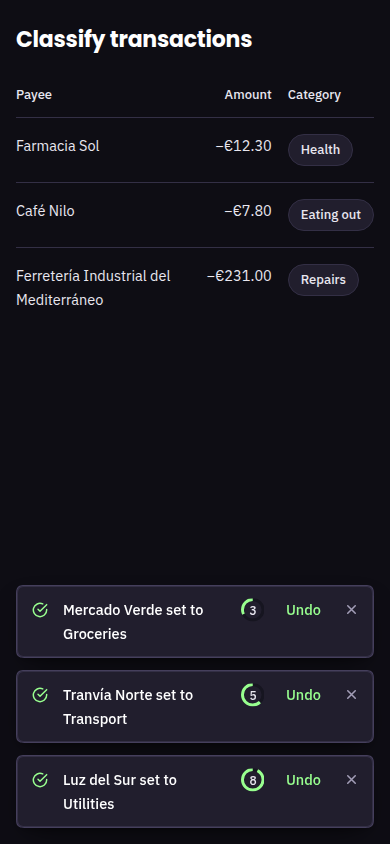 Classify transactions
Payee Amount Category
Farmacia Sol −€12.30 Health
Café Nilo −€7.80 Eating out
Ferretería Industrial del −€231.00 Repairs
Mediterráneo
Mercado Verde set to 3 Undo
Groceries
Tranvía Norte set to 5 Undo
Transport
Luz del Sur set to 8 Undo
Utilities